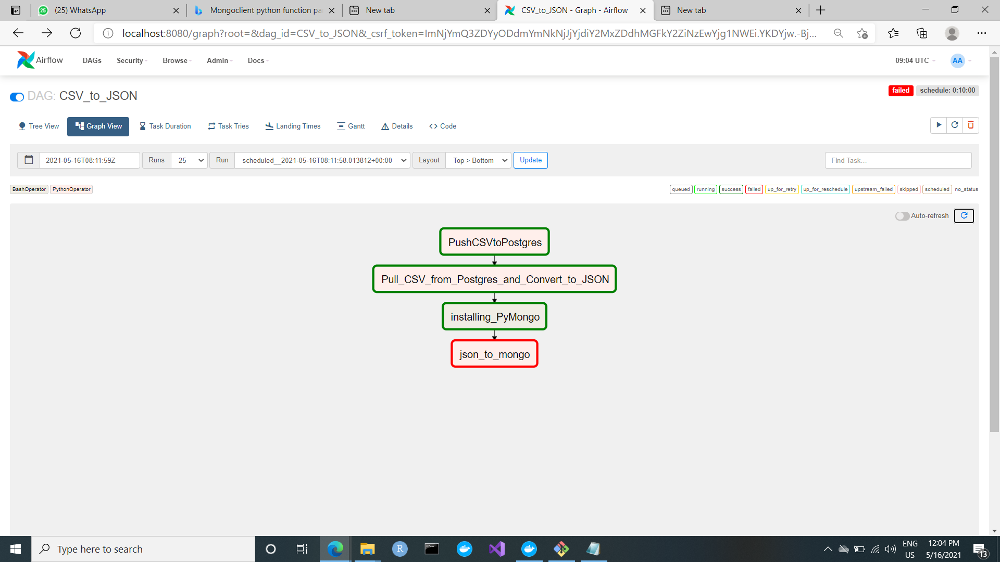 (25) WhatsApp
Mongoclient python function pa
New tab
CSV_to_JSON - Graph - Airflow
New tab
localhost:8080/graph?root=&dag_id=CSV_to_JSON&_csrf_token=ImNjYmQ3ZDYyODdmYmNkNjJjYjdiY2MxZDdhMGFkY2ZiNzEwYjg1NWEi.YKDYjw.-Bj...
Airflow DAGs Security Browse Admin Docs 09:04 UTC AA
DAG: CSV_to_JSON failed schedule: 0:10:00
Tree View Graph View Task Duration Task Tries Landing Times Gantt Details Code
2021-05-16T08:11:59Z Runs 25 Run scheduled__2021-05-16T08:11:58.013812+00:00 Layout Top > Bottom Update Find Task...
BashOperator PythonOperator queued running success failed up_for_retry up_for_reschedule upstream_failed skipped scheduled no_status
Auto-refresh
PushCSVtoPostgres
Pull_CSV_from_Postgres_and_Convert_to_JSON
installing_PyMongo
json_to_mongo
Type here to search
ENG
US
12:04 PM
5/16/2021
13